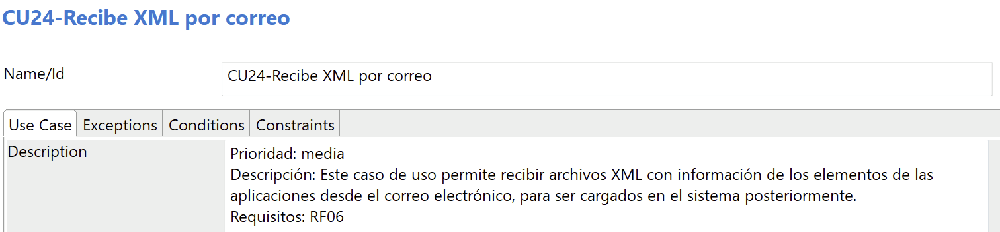 CU24-Recibe XML por correo
Name/Id
CU24-Recibe XML por correo
Use Case Exceptions Conditions Constraints
Description
Prioridad: media
Descripción: Este caso de uso permite recibir archivos XML con información de los elementos de las
aplicaciones desde el correo electrónico, para ser cargados en el sistema posteriormente.
Requisitos: RF06